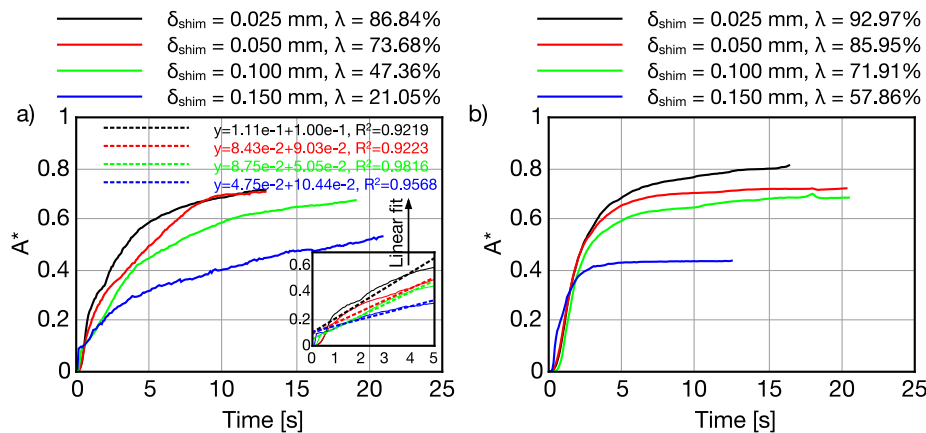 δshim = 0.025 mm, λ = 86.84%
δshim = 0.050 mm, λ = 73.68%
δshim = 0.100 mm, λ = 47.36%
δshim = 0.150 mm, λ = 21.05%
a)
y=1.11e-1+1.00e-1, R²=0.9219
y=8.43e-2+9.03e-2, R²=0.9223
y=8.75e-2+5.05e-2, R²=0.9816
y=4.75e-2+10.44e-2, R²=0.9568
Linear fit
A*
1
0.8
0.6
0.4
0.2
0
0 5 10 15 20 25
Time [s]
0.6
0.4
0.2
0
0 1 2 3 4 5
δshim = 0.025 mm, λ = 92.97%
δshim = 0.050 mm, λ = 85.95%
δshim = 0.100 mm, λ = 71.91%
δshim = 0.150 mm, λ = 57.86%
b)
A*
1
0.8
0.6
0.4
0.2
0
0 5 10 15 20 25
Time [s]